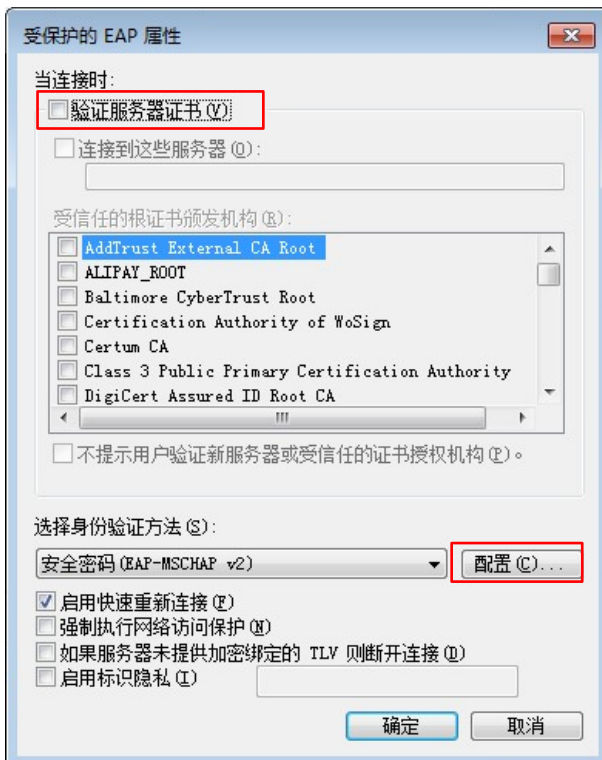 受保护的 EAP 属性
当连接时:
验证服务器证书(V)
连接到这些服务器(O):
受信任的根证书颁发机构(R):
AddTrust External CA Root
ALIPAY_ROOT
Baltimore CyberTrust Root
Certification Authority of WoSign
Certum CA
Class 3 Public Primary Certification Authority
DigiCert Assured ID Root CA
不提示用户验证新服务器或受信任的证书授权机构(P)。
选择身份验证方法(S):
安全密码(EAP-MSCHAP v2) 配置(C)...
启用快速重新连接(F)
强制执行网络访问保护(N)
如果服务器未提供加密绑定的 TLV 则断开连接(D)
启用标识隐私(I)
确定 取消